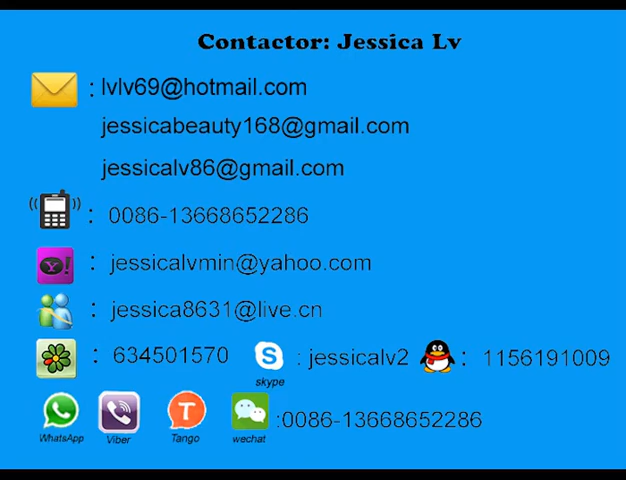 Contactor: Jessica Lv
: lvlv69@hotmail.com
jessicabeauty168@gmail.com
jessicalv86@gmail.com
: 0086-13668652286
Y! : jessicalvmin@yahoo.com
: jessica8631@live.cn
: 634501570 S : jessicalv2 : 1156191009
skype
T :0086-13668652286
WhatsApp Viber Tango wechat